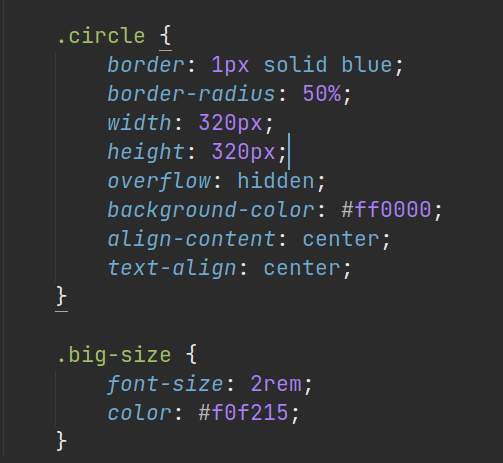 .circle {
    border: 1px solid blue;
    border-radius: 50%;
    width: 320px;
    height: 320px;
    overflow: hidden;
    background-color: #ff0000;
    align-content: center;
    text-align: center;
}

.big-size {
    font-size: 2rem;
    color: #f0f215;
}